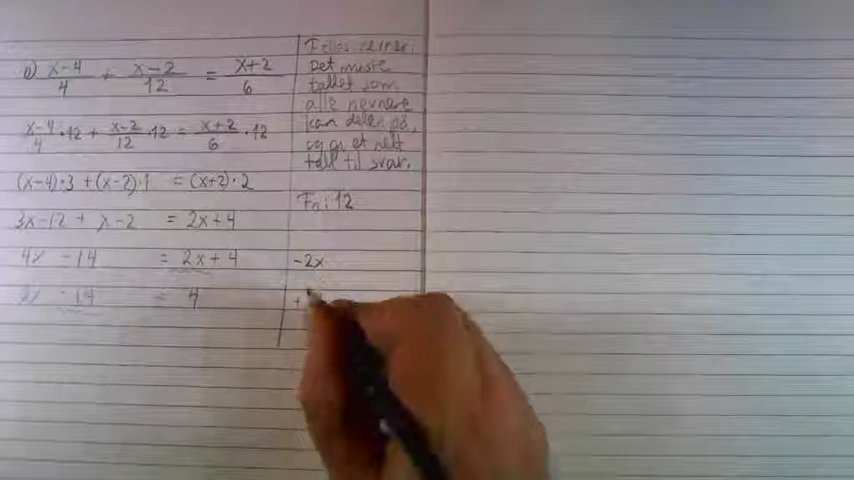 a) x-4/4 + x-2/12 = x+2/6
x-4/4 · 12 + x-2/12 · 12 = x+2/6 · 12
(x-4)·3 + (x-2)·1 = (x+2)·2
3x-12 + x-2 = 2x+4
4x -14 = 2x+4
2x -14 = 4
Felles nevner:
Det minste
tallet som
alle nevnere
kan deles på,
og gi et helt
tall til svar.
Fn: 12
-2x
+